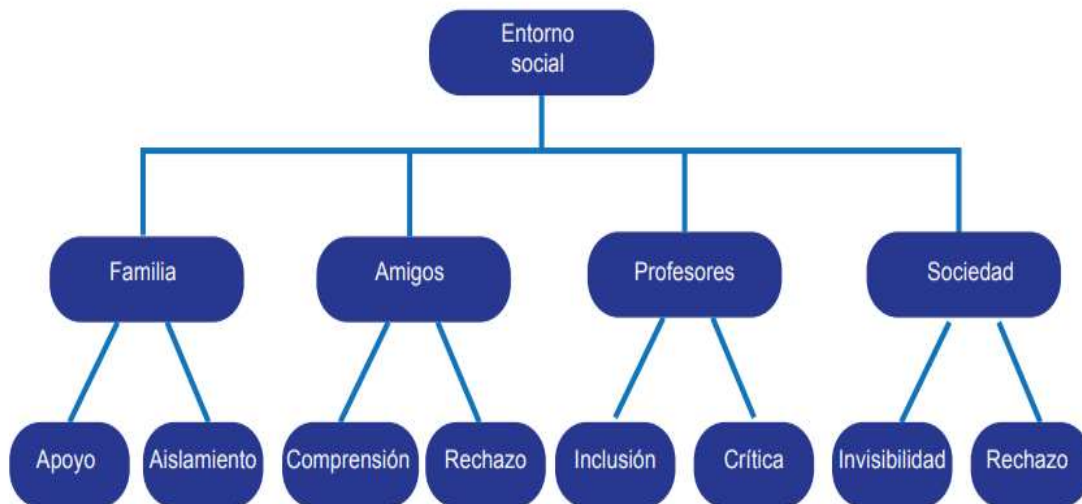 Entorno
social
Familia
Amigos
Profesores
Sociedad
Apoyo
Aislamiento
Comprensión
Rechazo
Inclusión
Crítica
Invisibilidad
Rechazo